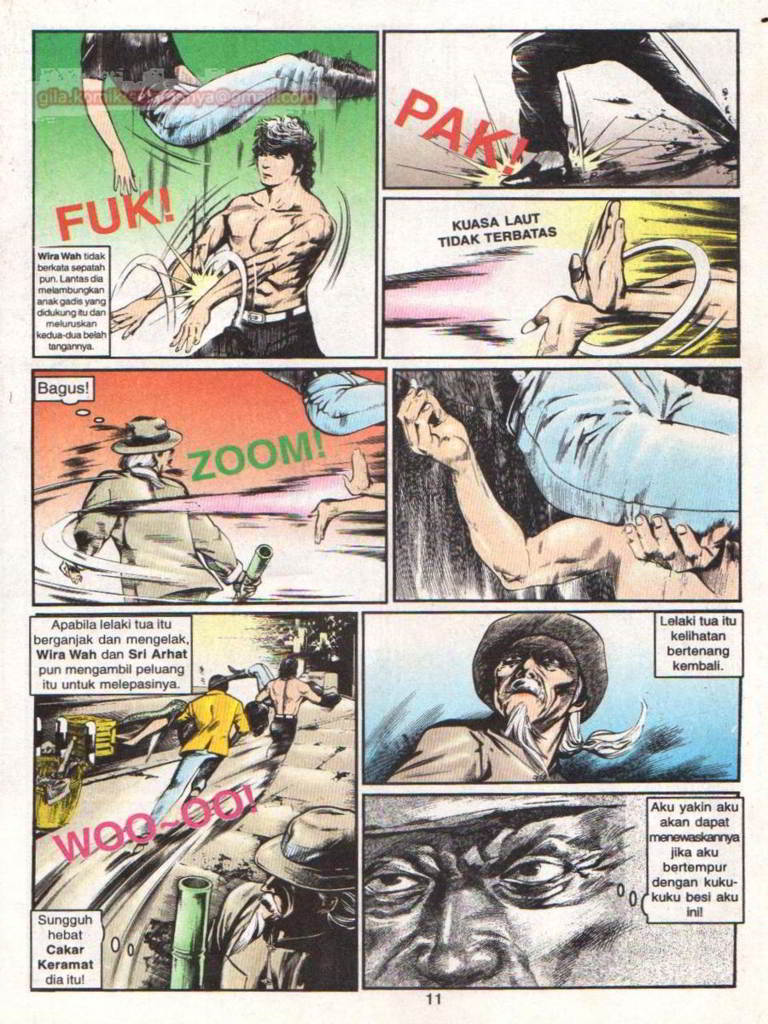 FUK!
Wira Wah tidak
berkata sepatah
pun. Lantas dia
melambungkan
anak gadis yang
didukung itu dan
meluruskan
kedua-dua belah
tangannya.
PAK!
KUASA LAUT
TIDAK TERBATAS
Bagus!
ZOOM!
Apabila lelaki tua itu
berganjak dan mengelak,
Wira Wah dan Sri Arhat
pun mengambil peluang
itu untuk melepasinya.
WOO~OO!
Sungguh
hebat
Cakar
Keramat
dia itu!
Lelaki tua itu
kelihatan
bertenang
kembali.
Aku yakin aku
akan dapat
menewaskannya
jika aku
bertempur
dengan kuku-
kuku besi aku
ini!
11